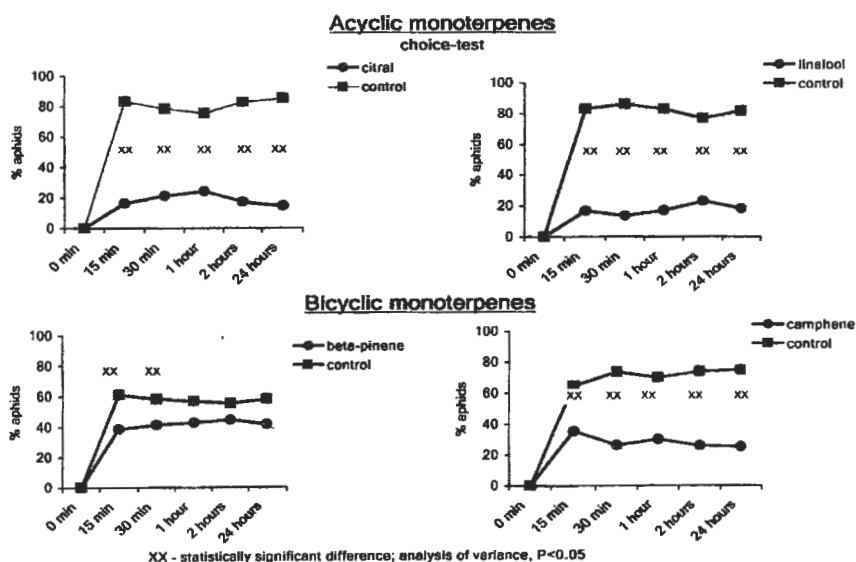 Acyclic monoterpenes
choice-test
citral
control
% aphids
100
80
60
40
20
0
XX XX XX XX XX
0 min
15 min
30 min
1 hour
2 hours
24 hours
linalool
control
% aphids
100
80
60
40
20
0
XX XX XX XX XX
0 min
15 min
30 min
1 hour
2 hours
24 hours
Bicyclic monoterpenes
beta-pinene
control
% aphids
100
80
60
40
20
0
XX XX
0 min
15 min
30 min
1 hour
2 hours
24 hours
camphene
control
% aphids
100
80
60
40
20
0
XX XX XX XX XX
0 min
15 min
30 min
1 hour
2 hours
24 hours
XX - statistically significant difference; analysis of variance, P<0.05